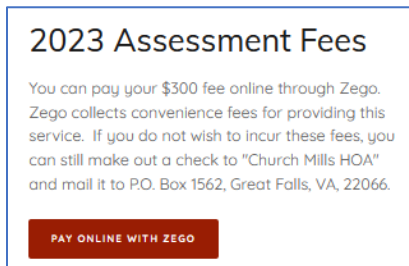 2023 Assessment Fees
You can pay your $300 fee online through Zego.
Zego collects convenience fees for providing this
service.  If you do not wish to incur these fees, you
can still make out a check to "Church Mills HOA"
and mail it to P.O. Box 1562, Great Falls, VA, 22066.
PAY ONLINE WITH ZEGO